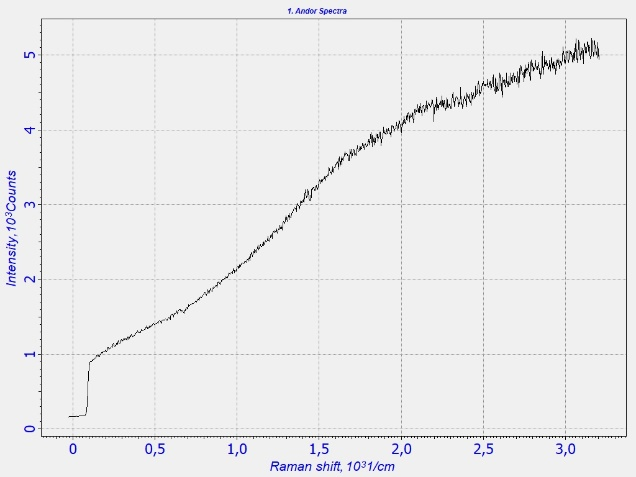 1. Andor Spectra
5
4
3
2
1
0
Intensity, 10³Counts
0 0,5 1,0 1,5 2,0 2,5 3,0
Raman shift, 10³1/cm